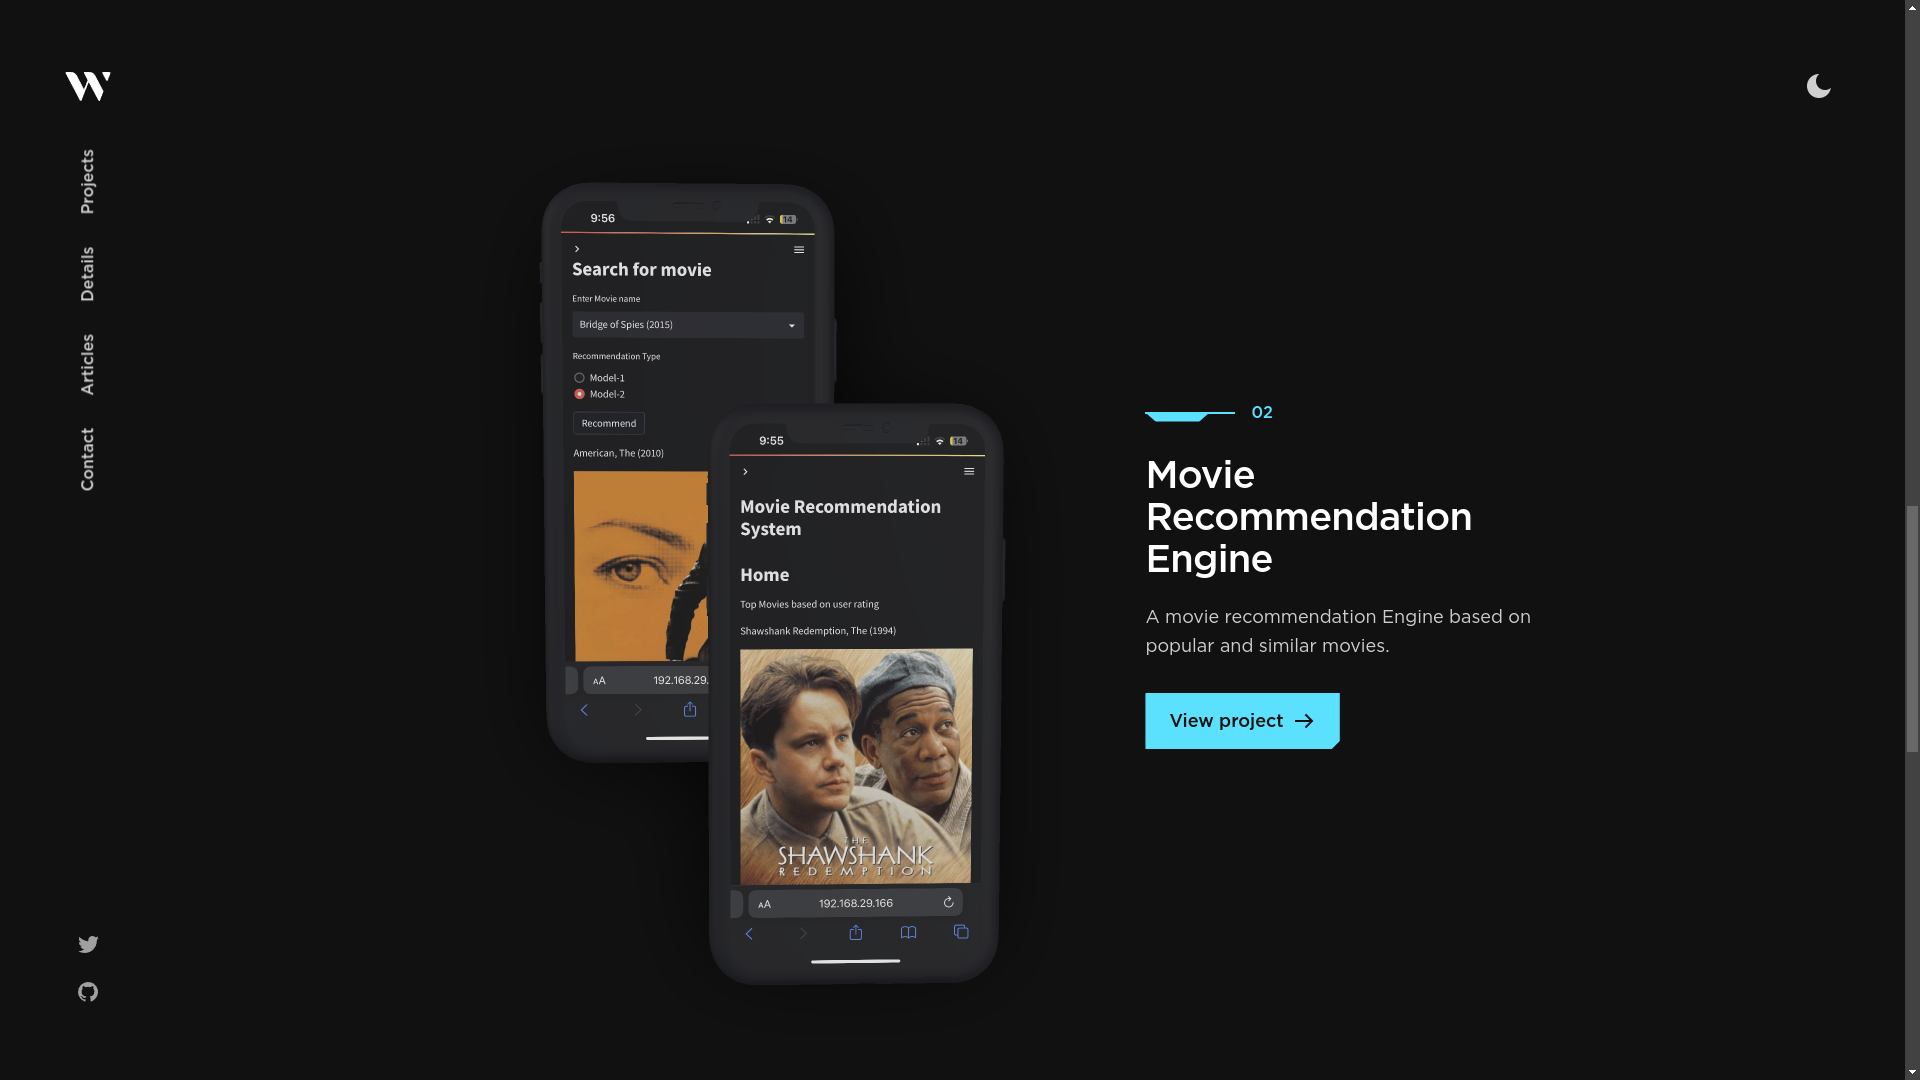 W
Projects
Details
Articles
Contact
9:56
14
Search for movie
Enter Movie name
Bridge of Spies (2015)
Recommendation Type
Model-1
Model-2
Recommend
American, The (2010)
AA
192.168.29.
9:55
14
Movie Recommendation
System
Home
Top Movies based on user rating
Shawshank Redemption, The (1994)
THE
SHAWSHANK
REDEMPTION
AA
192.168.29.166
02
Movie
Recommendation
Engine
A movie recommendation Engine based on
popular and similar movies.
View project